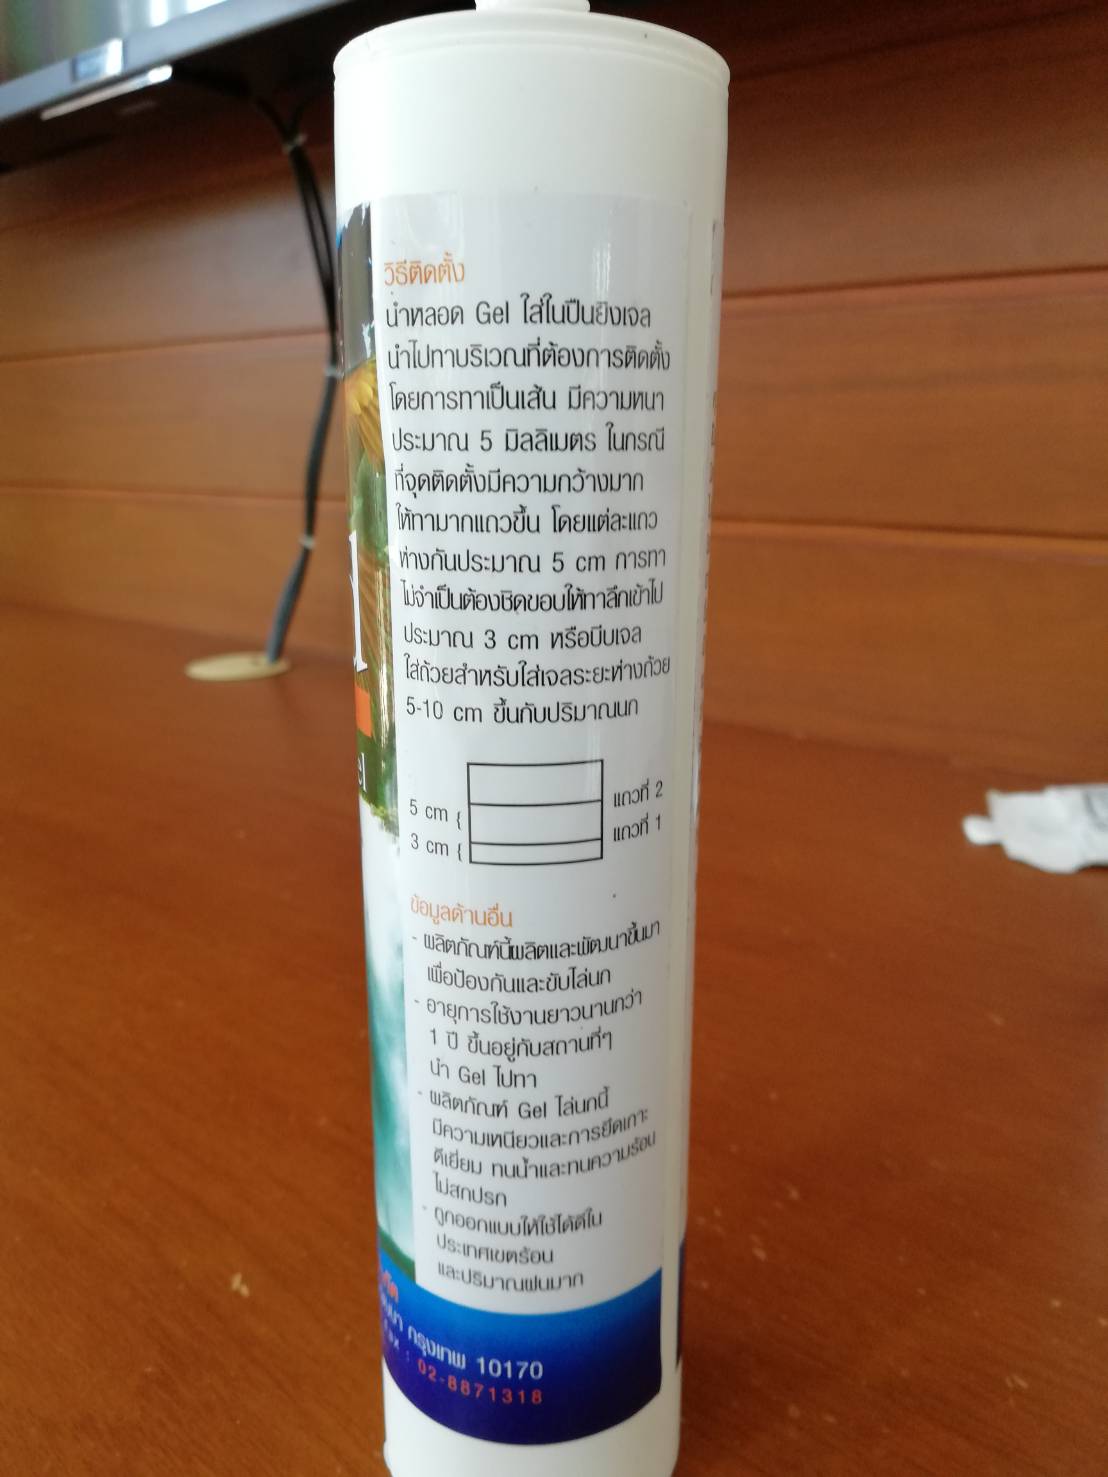 วิธีติดตั้ง
นำหลอด Gel ใส่ในปืนยิงเจล
นำไปทาบริเวณที่ต้องการติดตั้ง
โดยการทาเป็นเส้น มีความหนา
ประมาณ 5 มิลลิเมตร ในกรณี
ที่จุดติดตั้งมีความกว้างมาก
ให้ทามากแถวขึ้น โดยแต่ละแถว
ห่างกันประมาณ 5 cm การทา
ไม่จำเป็นต้องชิดขอบให้ทาลึกเข้าไป
ประมาณ 3 cm หรือบีบเจล
ใส่ถ้วยสำหรับใส่เจลระยะห่างถ้วย
5-10 cm ขึ้นกับปริมาณนก
5 cm { แถวที่ 2
3 cm { แถวที่ 1
ข้อมูลด้านอื่น
- ผลิตภัณฑ์นี้ผลิตและพัฒนาขึ้นมา
เพื่อป้องกันและขับไล่นก
- อายุการใช้งานยาวนานกว่า
1 ปี ขึ้นอยู่กับสถานที่ๆ
นำ Gel ไปทา
- ผลิตภัณฑ์ Gel ไล่นกนี้
มีความเหนียวและการยึดเกาะ
ดีเยี่ยม ทนน้ำและทนความร้อน
ไม่สกปรก
- ถูกออกแบบให้ใช้ได้ดีใน
ประเทศเขตร้อน
และปริมาณฝนมาก
กรุงเทพ 10170
: 02-8871318